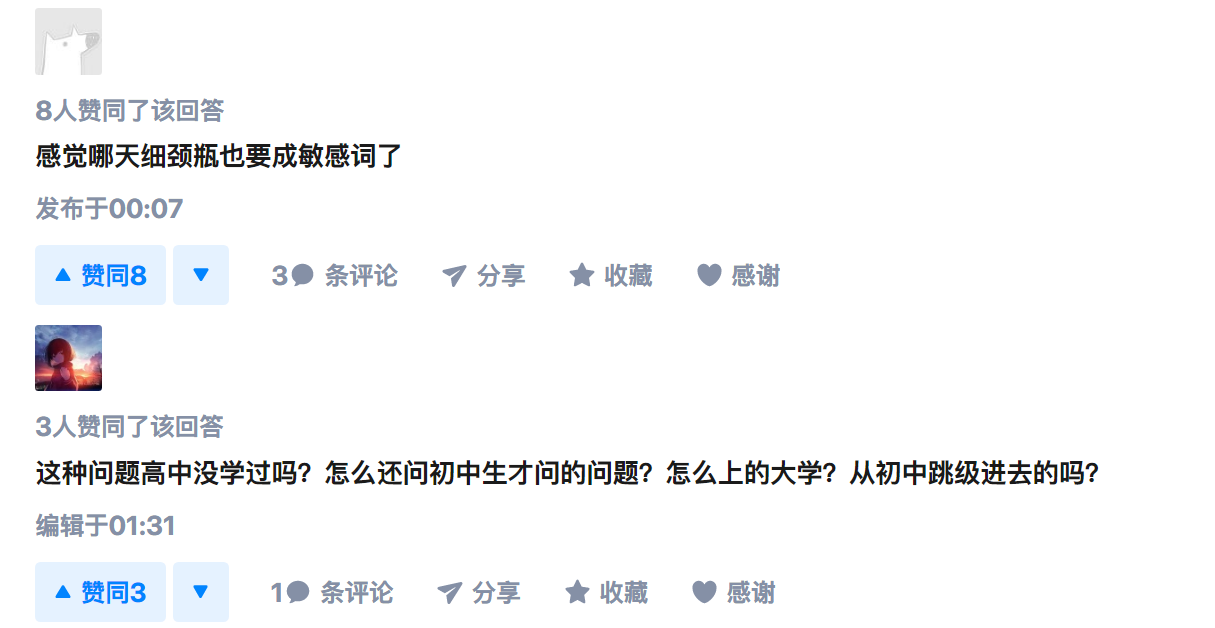 8人赞同了该回答
感觉哪天细颈瓶也要成敏感词了
发布于00:07
赞同8 3条评论 分享 收藏 感谢
3人赞同了该回答
这种问题高中没学过吗？怎么还问初中生才问的问题？怎么上的大学？从初中跳级进去的吗？
编辑于01:31
赞同3 1条评论 分享 收藏 感谢